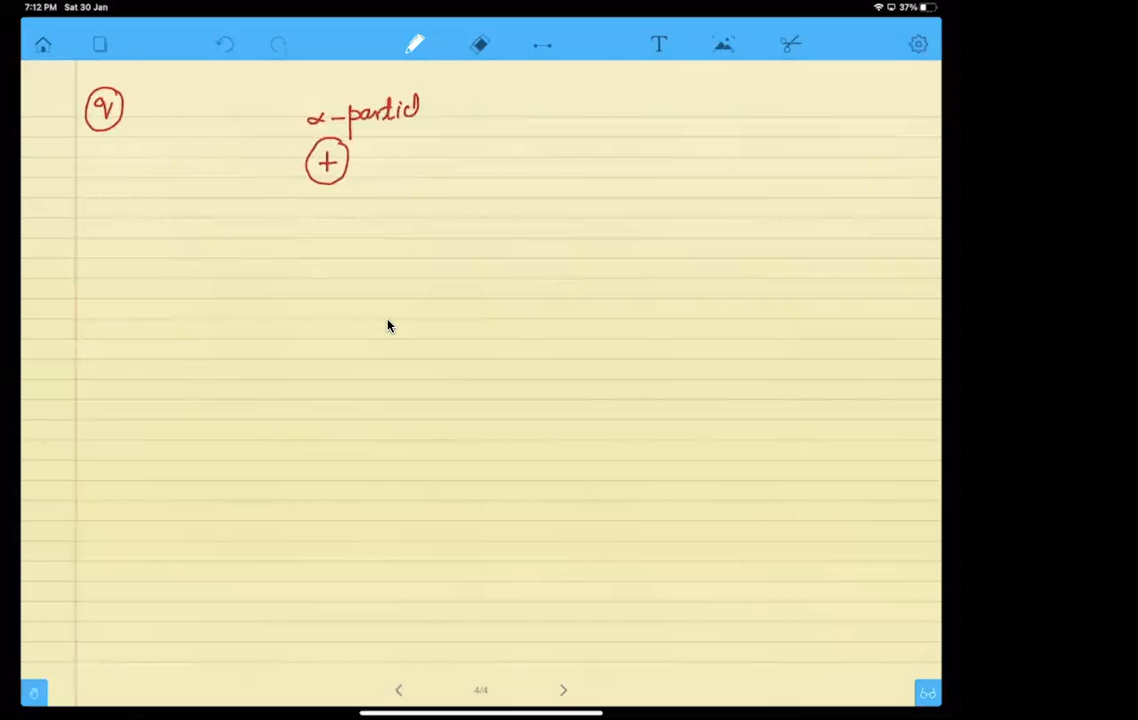 7:12 PM Sat 30 Jan
37%
T
q
α-particl
+
4/4